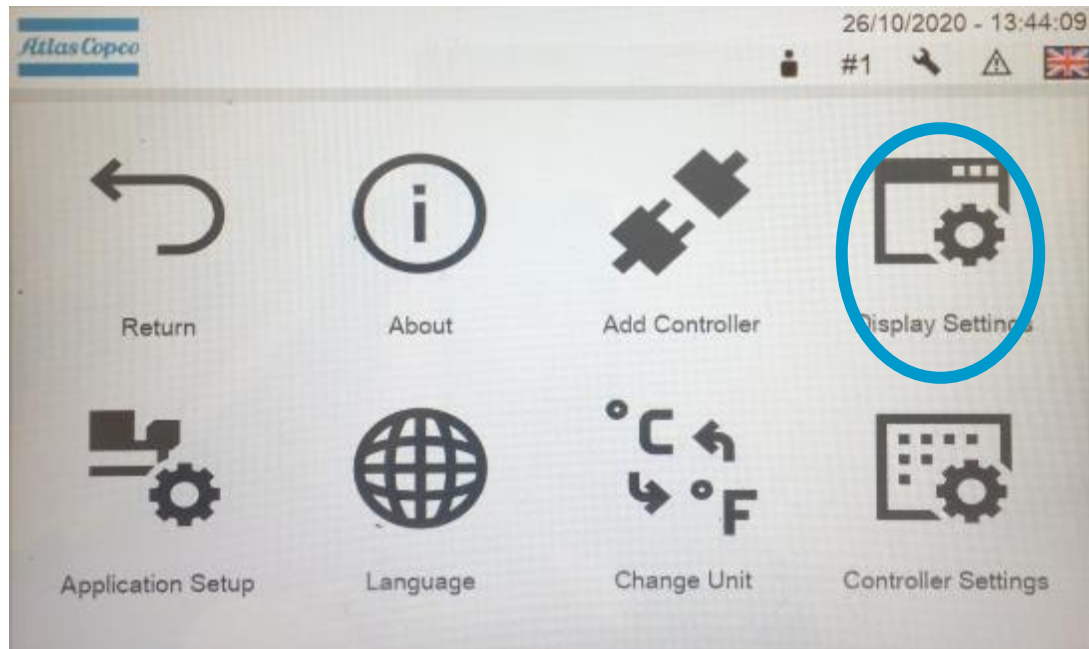 Atlas Copco
26/10/2020 - 13:44:09
#1
i
Return
About
Add Controller
Display Settings
°C
°F
Application Setup
Language
Change Unit
Controller Settings